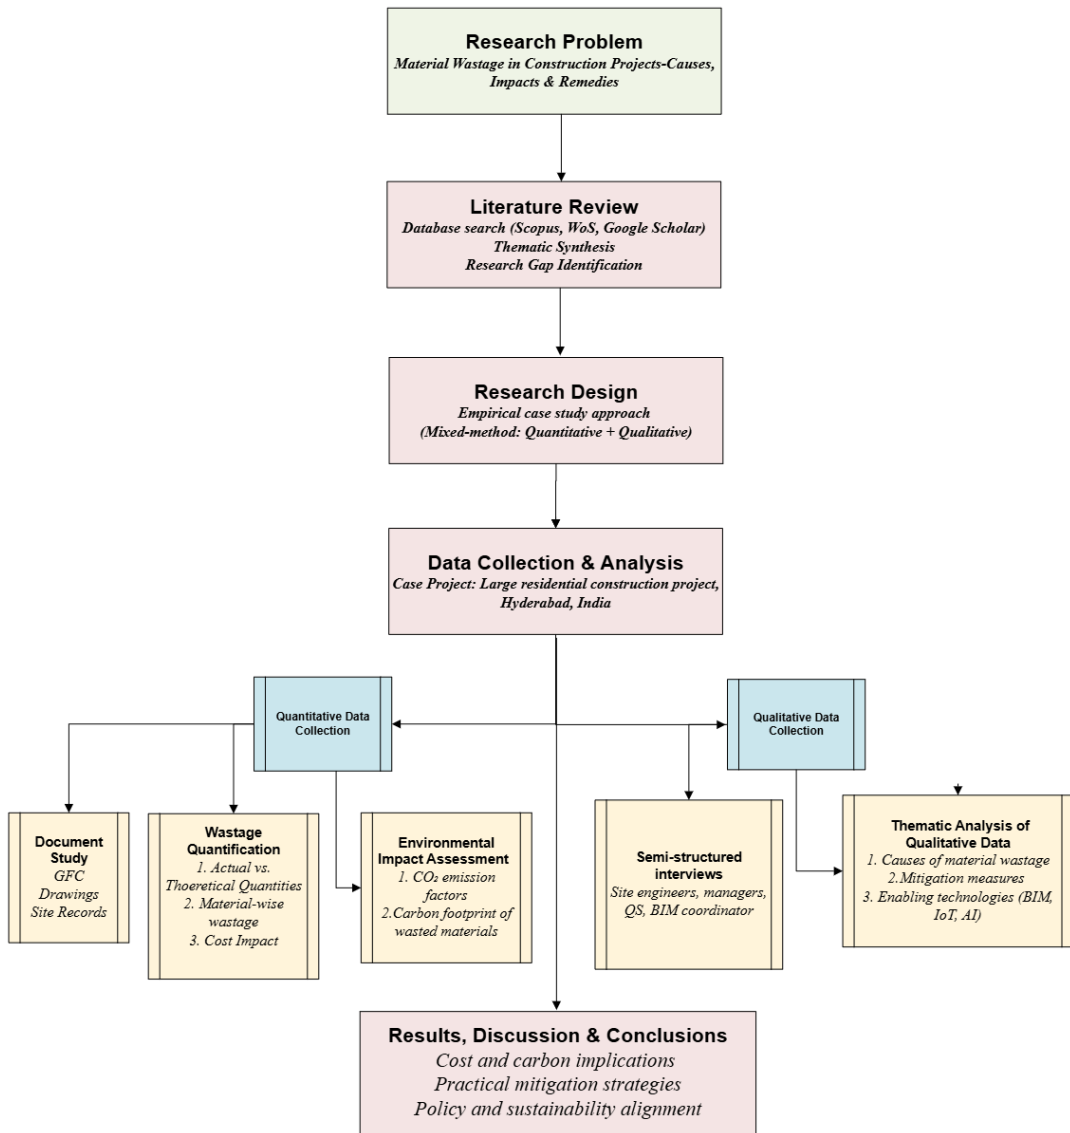 Research Problem
Material Wastage in Construction Projects-Causes,
Impacts & Remedies
Literature Review
Database search (Scopus, WoS, Google Scholar)
Thematic Synthesis
Research Gap Identification
Research Design
Empirical case study approach
(Mixed-method: Quantitative + Qualitative)
Data Collection & Analysis
Case Project: Large residential construction project,
Hyderabad, India
Quantitative Data
Collection
Qualitative Data
Collection
Document
Study
GFC
Drawings
Site Records
Wastage
Quantification
1. Actual vs.
Thoeretical Quantities
2. Material-wise
wastage
3. Cost Impact
Environmental
Impact Assessment
1. CO₂ emission
factors
2.Carbon footprint of
wasted materials
Semi-structured
interviews
Site engineers, managers,
QS, BIM coordinator
Thematic Analysis of
Qualitative Data
1. Causes of material wastage
2.Mitigation measures
3. Enabling technologies (BIM,
IoT, AI)
Results, Discussion & Conclusions
Cost and carbon implications
Practical mitigation strategies
Policy and sustainability alignment